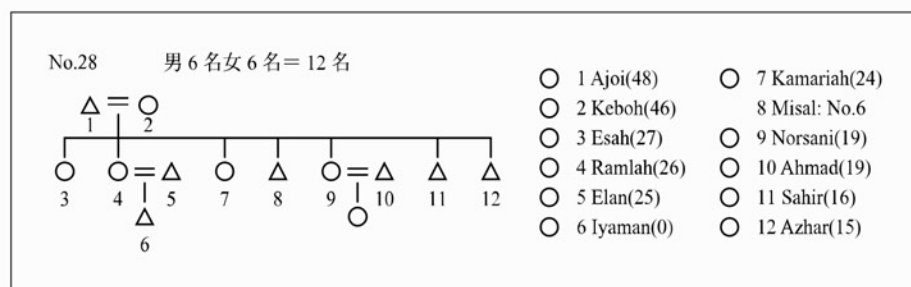 No.28 男6名女6名＝12名
1 2
3 4 5 7 8 9 10 11 12
6
○ 1 Ajoi(48)
○ 2 Keboh(46)
○ 3 Esah(27)
○ 4 Ramlah(26)
○ 5 Elan(25)
○ 6 Iyaman(0)
○ 7 Kamariah(24)
8 Misal: No.6
○ 9 Norsani(19)
○ 10 Ahmad(19)
○ 11 Sahir(16)
○ 12 Azhar(15)